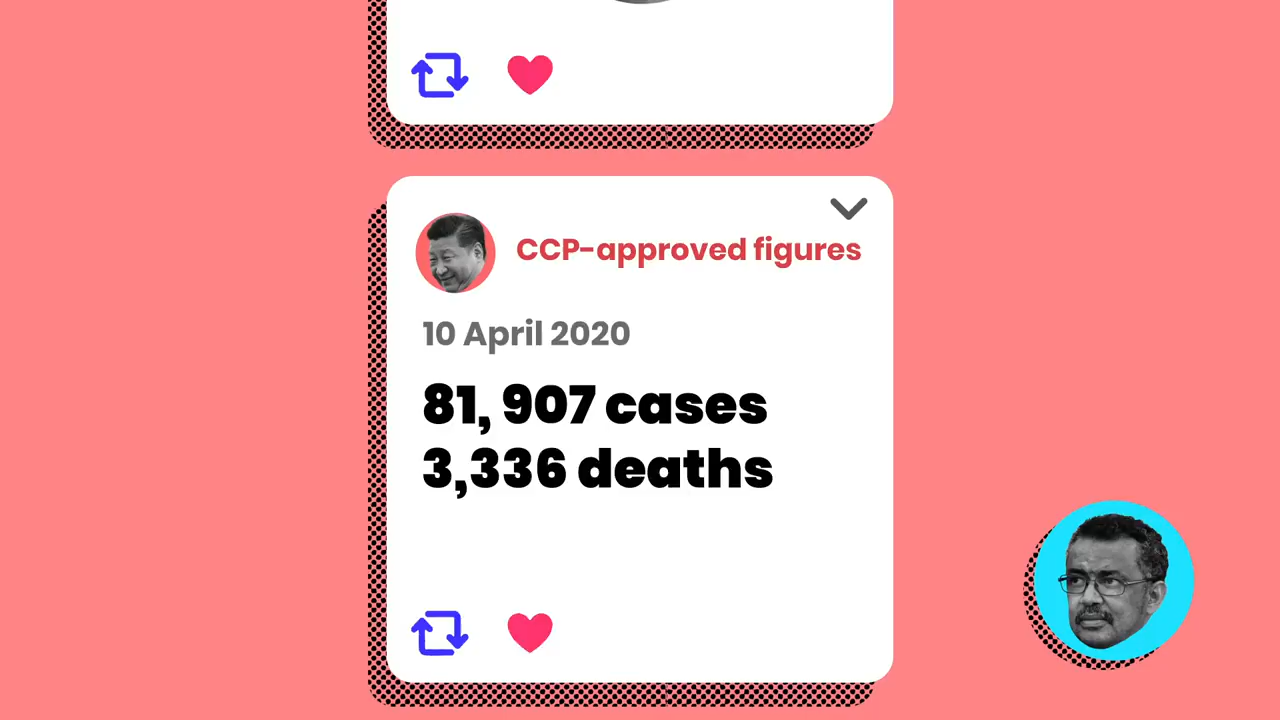 CCP-approved figures
10 April 2020
81, 907 cases
3,336 deaths